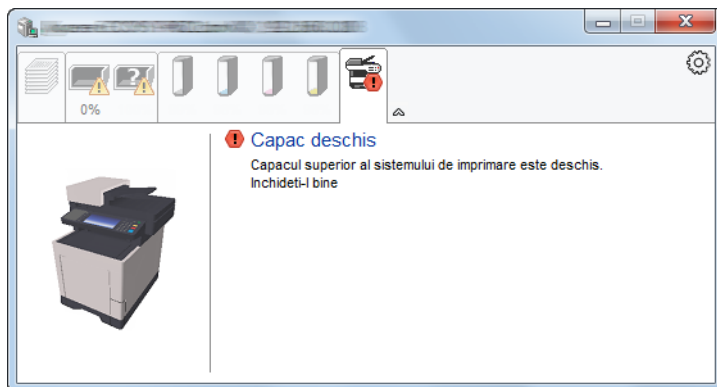 0%
Capac deschis
Capacul superior al sistemului de imprimare este deschis.
Inchideti-l bine